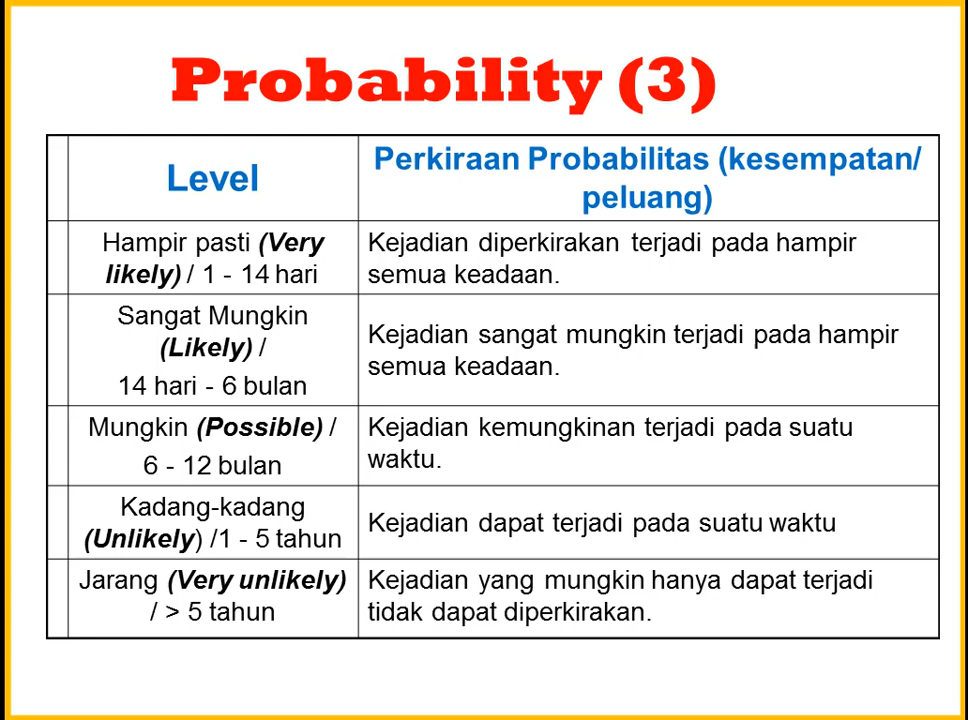 Probability (3)
Level
Perkiraan Probabilitas (kesempatan/
peluang)
Hampir pasti (Very
likely) / 1 - 14 hari
Kejadian diperkirakan terjadi pada hampir
semua keadaan.
Sangat Mungkin
(Likely) /
14 hari - 6 bulan
Kejadian sangat mungkin terjadi pada hampir
semua keadaan.
Mungkin (Possible) /
6 - 12 bulan
Kejadian kemungkinan terjadi pada suatu
waktu.
Kadang-kadang
(Unlikely) /1 - 5 tahun
Kejadian dapat terjadi pada suatu waktu
Jarang (Very unlikely)
/ > 5 tahun
Kejadian yang mungkin hanya dapat terjadi
tidak dapat diperkirakan.